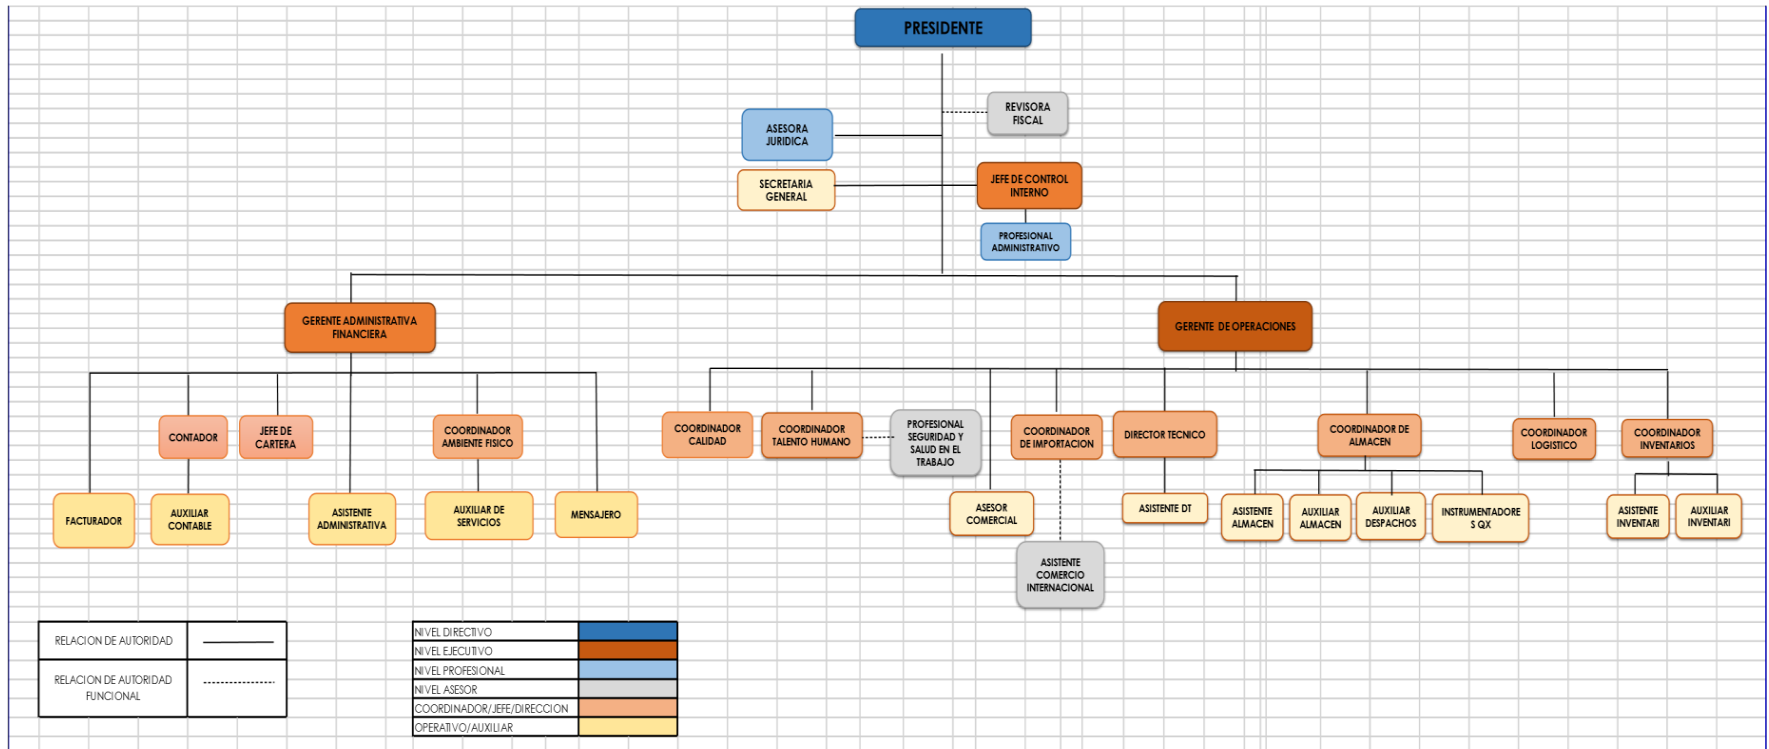 PRESIDENTE
REVISORA
FISCAL
ASESORA
JURIDICA
SECRETARIA
GENERAL
JEFE DE CONTROL
INTERNO
PROFESIONAL
ADMINISTRATIVO
GERENTE ADMINISTRATIVA
FINANCIERA
GERENTE DE OPERACIONES
CONTADOR
JEFE DE
CARTERA
COORDINADOR
AMBIENTE FISICO
COORDINADOR
CALIDAD
COORDINADOR
TALENTO HUMANO
PROFESIONAL
SEGURIDAD Y
SALUD EN EL
TRABAJO
COORDINADOR
DE IMPORTACION
DIRECTOR TECNICO
COORDINADOR DE
ALMACEN
COORDINADOR
LOGISTICO
COORDINADOR
INVENTARIOS
FACTURADOR
AUXILIAR
CONTABLE
ASISTENTE
ADMINISTRATIVA
AUXILIAR DE
SERVICIOS
MENSAJERO
ASESOR
COMERCIAL
ASISTENTE DT
ASISTENTE
ALMACEN
AUXILIAR
ALMACEN
AUXILIAR
DESPACHOS
INSTRUMENTADORE
S QX
ASISTENTE
INVENTARI
AUXILIAR
INVENTARI
ASISTENTE
COMERCIO
INTERNACIONAL
RELACION DE AUTORIDAD
RELACION DE AUTORIDAD
FUNCIONAL
NIVEL DIRECTIVO
NIVEL EJECUTIVO
NIVEL PROFESIONAL
NIVEL ASESOR
COORDINADOR/JEFE/DIRECCION
OPERATIVO/AUXILIAR